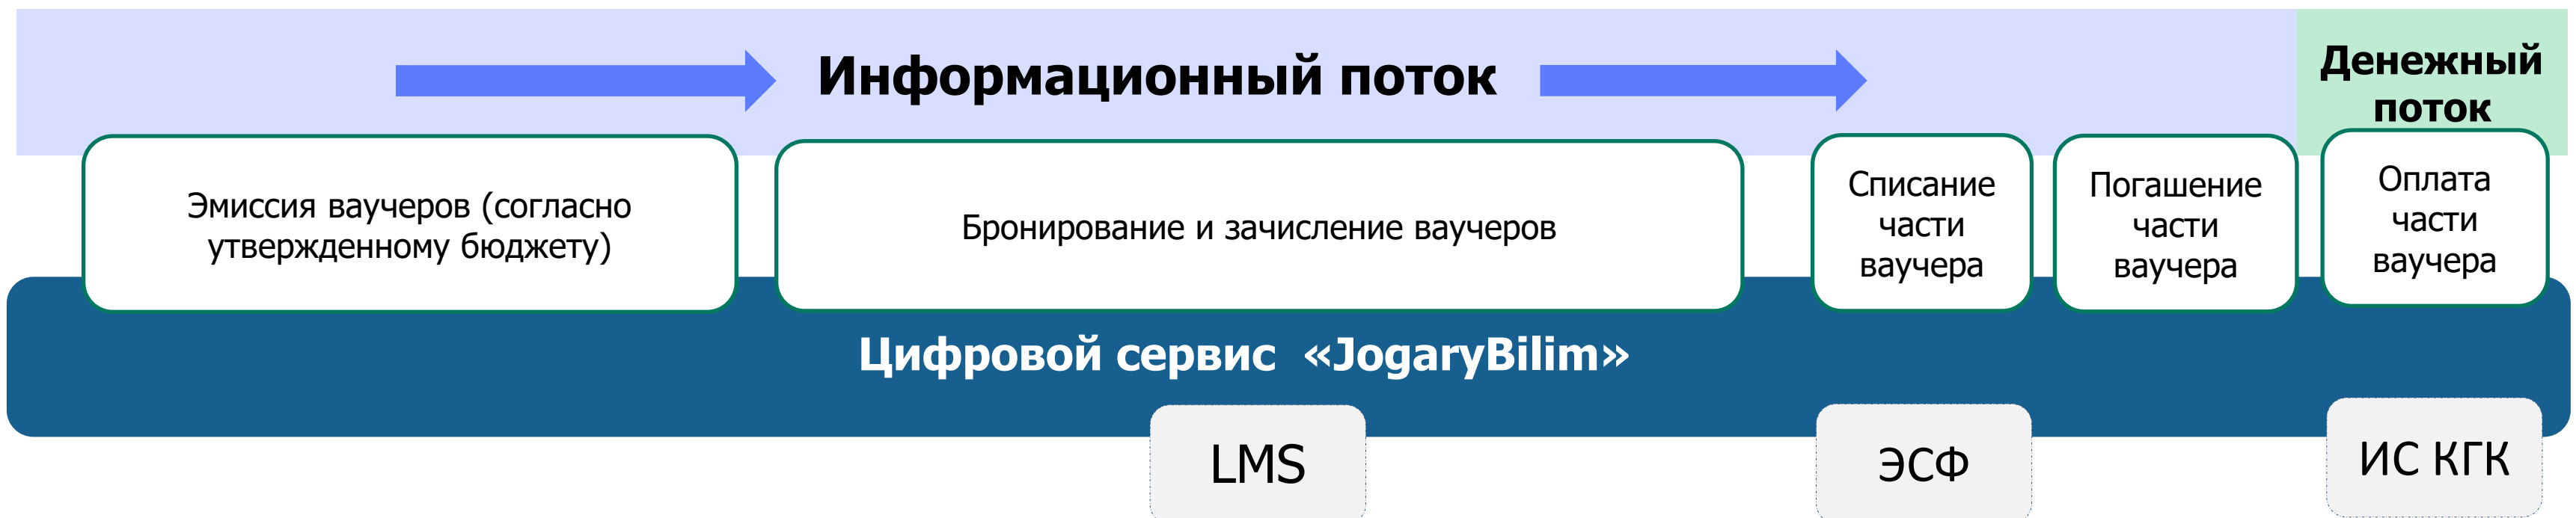 Информационный поток
Денежный
поток
Эмиссия ваучеров (согласно
утвержденному бюджету)
Бронирование и зачисление ваучеров
Списание
части
ваучера
Погашение
части
ваучера
Оплата
части
ваучера
Цифровой сервис «JogaryBilim»
LMS
ЭСФ
ИС КГК